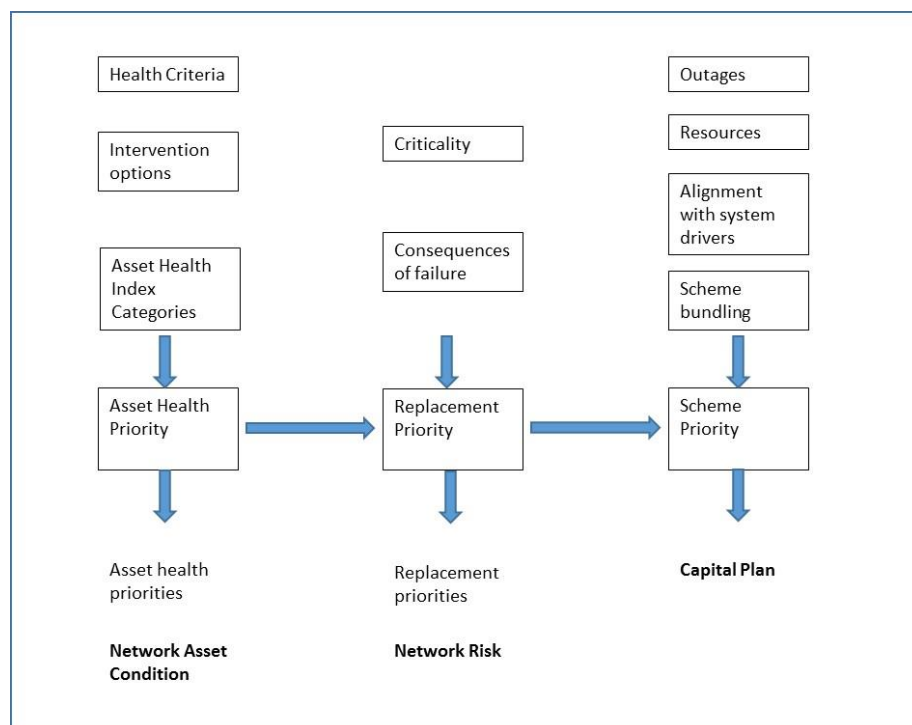 Health Criteria
Intervention
options
Asset Health
Index
Categories
Asset Health
Priority
Asset health
priorities
Network Asset
Condition
Criticality
Consequences
of failure
Replacement
Priority
Replacement
priorities
Network Risk
Outages
Resources
Alignment
with system
drivers
Scheme
bundling
Scheme
Priority
Capital Plan